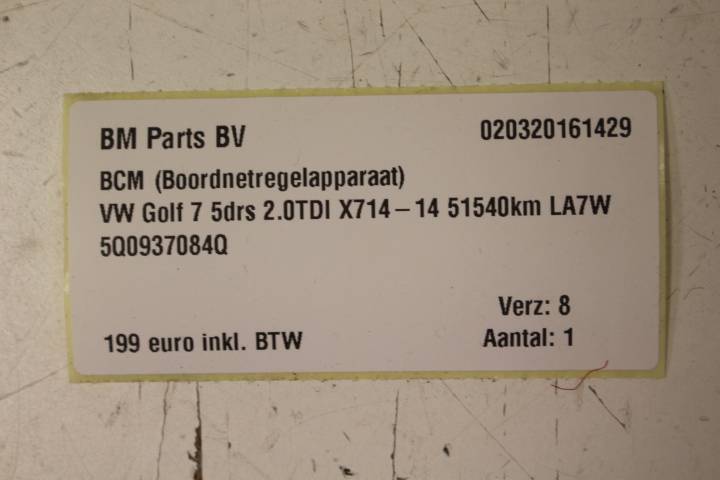 BM Parts BV 020320161429
BCM (Boordnetregelapparaat)
VW Golf 7 5drs 2.0TDI X714-14 51540km LA7W
5Q0937084Q
Verz: 8
199 euro inkl. BTW Aantal: 1